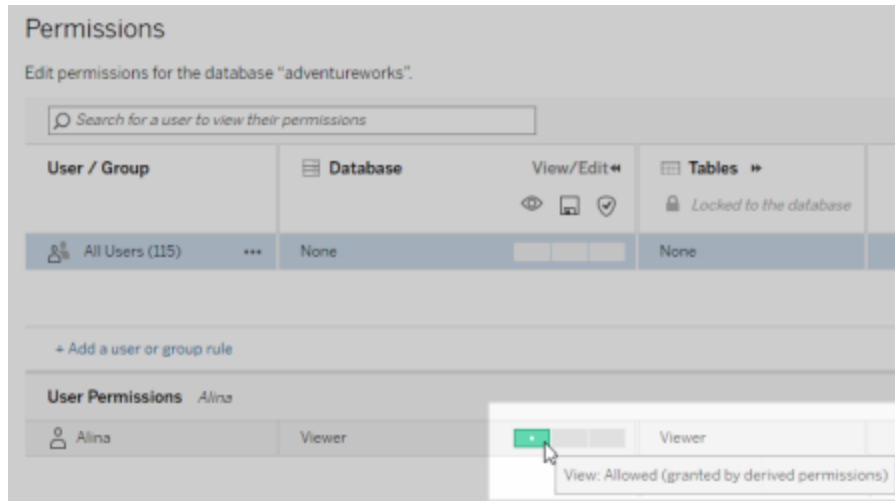 Permissions
Edit permissions for the database “adventureworks”.
Search for a user to view their permissions
User / Group Database View/Edit Tables
Locked to the database
All Users (115) ••• None None
+ Add a user or group rule
User Permissions Alina
Alina Viewer Viewer
View: Allowed (granted by derived permissions)